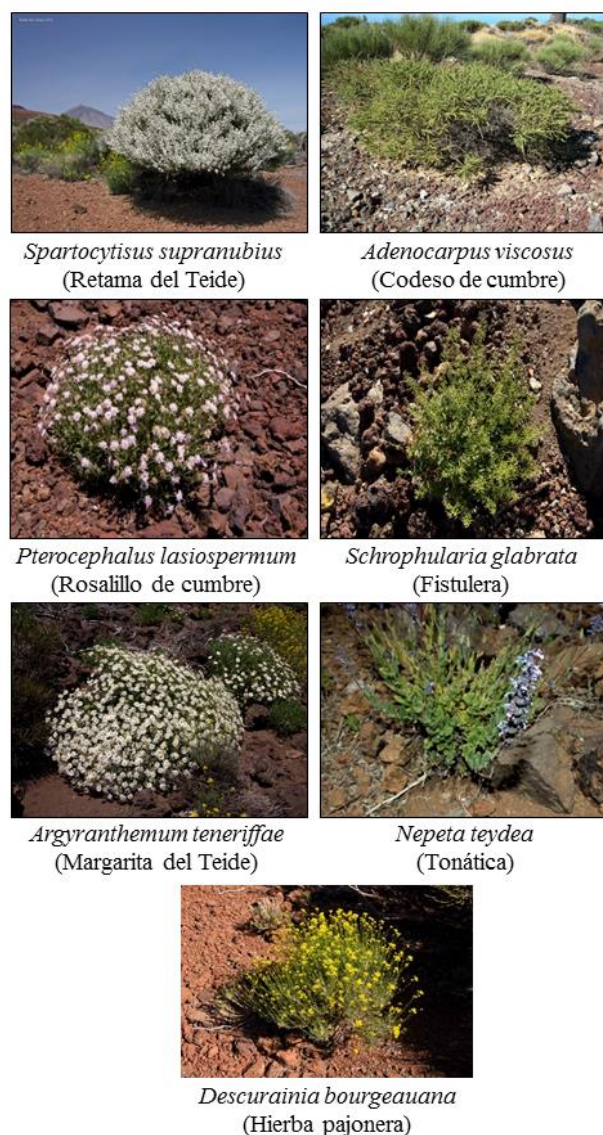 Spartocytisus supranubius
(Retama del Teide)
Adenocarpus viscosus
(Codeso de cumbre)
Pterocephalus lasiospermum
(Rosalillo de cumbre)
Schrophularia glabrata
(Fistulera)
Argyranthemum teneriffae
(Margarita del Teide)
Nepeta teydea
(Tonática)
Descurainia bourgeauana
(Hierba pajonera)